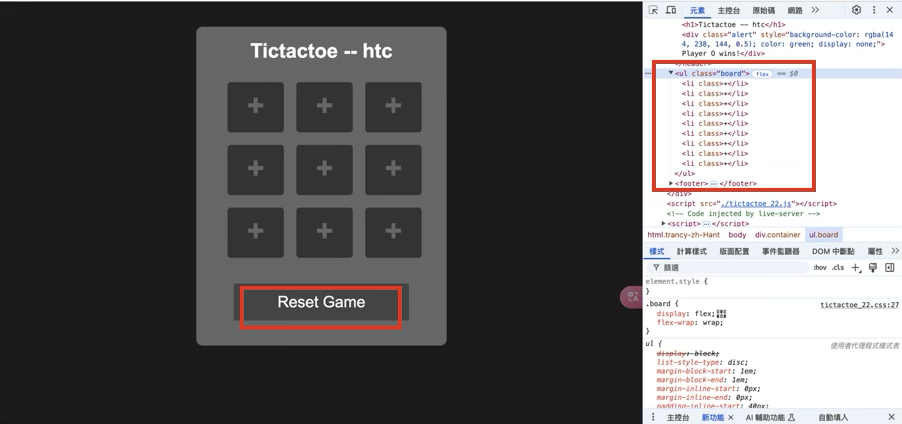 Tictactoe -- htc
+ + +
+ + +
+ + +
Reset Game
元素 主控台 原始碼 網路
<h1>Tictactoe -- htc</h1>
<div class="alert" style="background-color: rgba(14
4, 238, 144, 0.5); color: green; display: none;">
Player O wins!</div>
</header>
<ul class="board"> flex == $0
<li class>+</li>
<li class>+</li>
<li class>+</li>
<li class>+</li>
<li class>+</li>
<li class>+</li>
<li class>+</li>
<li class>+</li>
<li class>+</li>
</ul>
<footer> … </footer>
</div>
<script src="./tictactoe_22.js"></script>
<!-- Code injected by live-server -->
<script> … </script>
html.trancy-zh-Hant body div.container ul.board
樣式 計算樣式 版面配置 事件監聽器 DOM 中斷點 屬性
篩選 :hov .cls
element.style {
}
.board { tictactoe_22.css:27
display: flex;
flex-wrap: wrap;
}
ul { 使用者代理程式樣式表
display: block;
list-style-type: disc;
margin-block-start: 1em;
margin-block-end: 1em;
margin-inline-start: 0px;
margin-inline-end: 0px;
padding-inline-start: 40px;
主控台 新功能 AI 輔助功能 自動填入